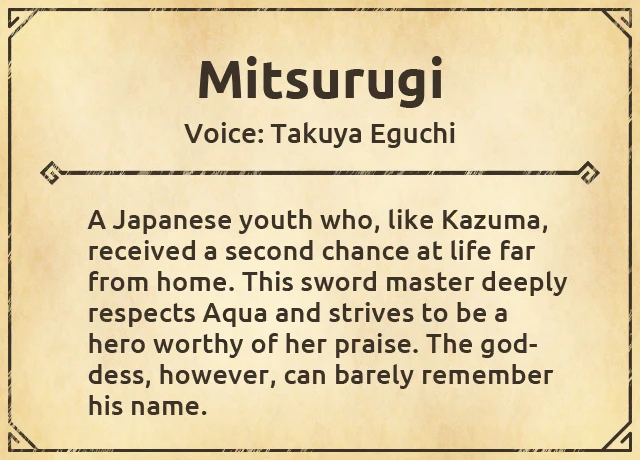 Mitsurugi
Voice: Takuya Eguchi
A Japanese youth who, like Kazuma,
received a second chance at life far
from home. This sword master deeply
respects Aqua and strives to be a
hero worthy of her praise. The god-
dess, however, can barely remember
his name.